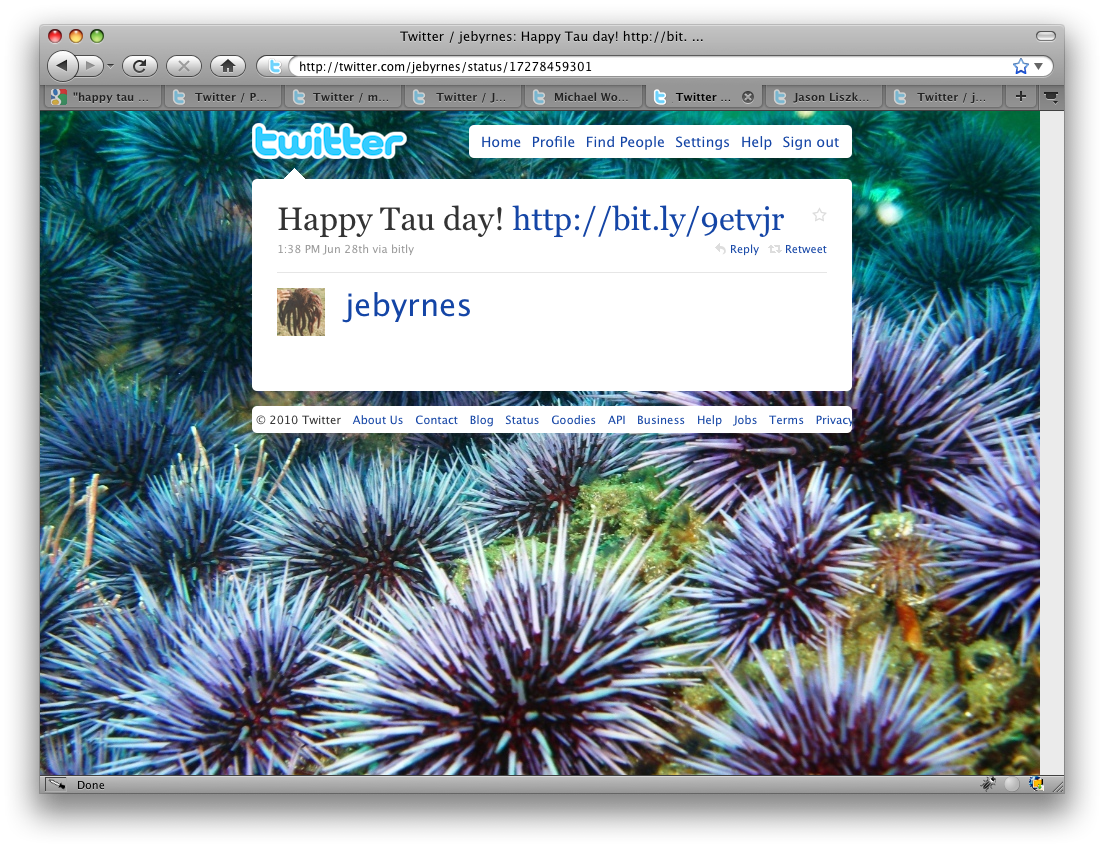 Twitter / jebyrnes: Happy Tau day! http://bit. ...
http://twitter.com/jebyrnes/status/17278459301
"happy tau ... Twitter / P... Twitter / m... Twitter / J... Michael Wo... Twitter ... Jason Liszk... Twitter / j...
twitter
Home Profile Find People Settings Help Sign out
Happy Tau day! http://bit.ly/9etvjr
1:38 PM Jun 28th via bitly Reply Retweet
jebyrnes
© 2010 Twitter About Us Contact Blog Status Goodies API Business Help Jobs Terms Privacy
Done